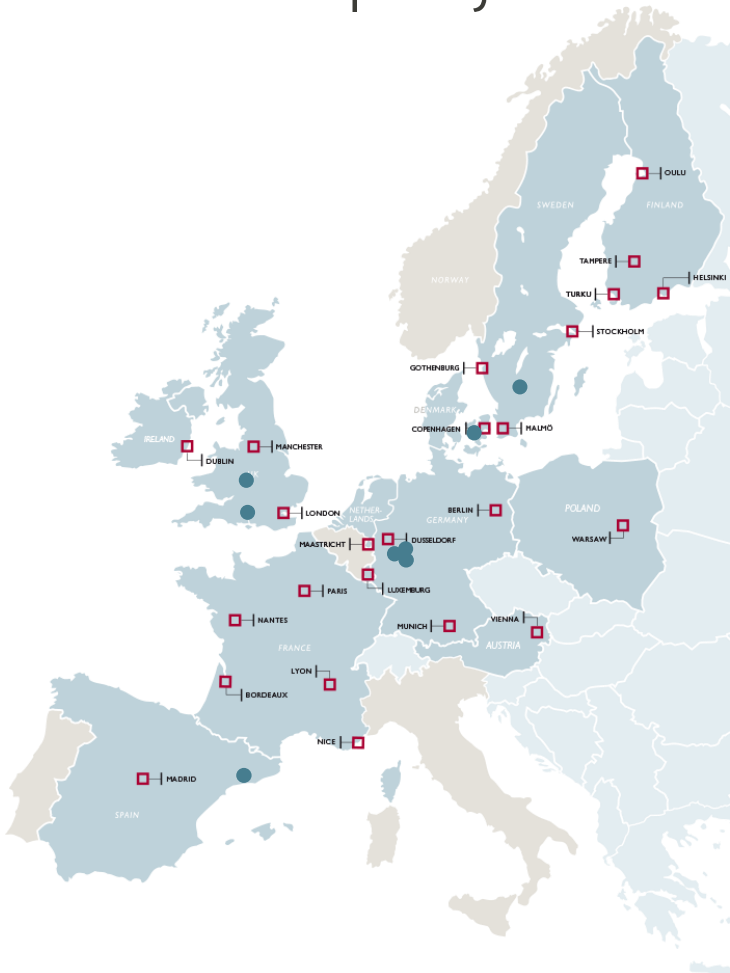 OULU
SWEDEN
FINLAND
TAMPERE
HELSINKI
NORWAY
TURKU
STOCKHOLM
GOTHENBURG
DENMARK
COPENHAGEN
MALMÖ
IRELAND
MANCHESTER
DUBLIN
NETHER-
LANDS
BERLIN
POLAND
LONDON
GERMANY
WARSAW
MAASTRICHT
DUSSELDORF
PARIS
LUXEMBURG
NANTES
MUNICH
VIENNA
FRANCE
AUSTRIA
LYON
BORDEAUX
NICE
MADRID
SPAIN